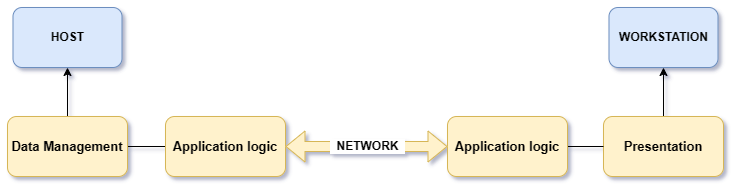 HOST
WORKSTATION
Data Management
Application logic
NETWORK
Application logic
Presentation